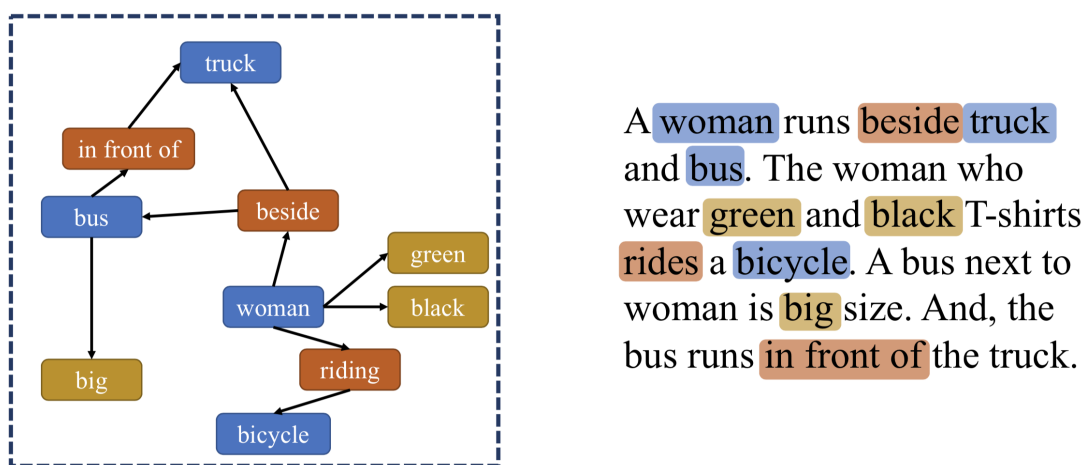 truck
in front of
bus
beside
green
woman
black
riding
big
bicycle
A woman runs beside truck
and bus. The woman who
wear green and black T-shirts
rides a bicycle. A bus next to
woman is big size. And, the
bus runs in front of the truck.